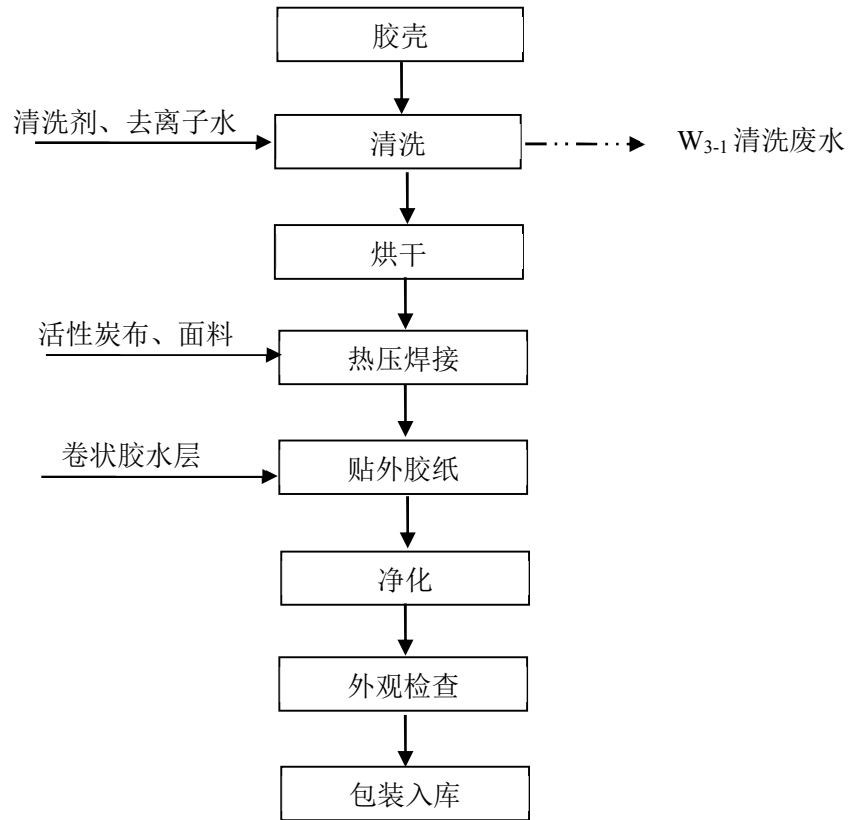 胶壳
清洗剂、去离子水
清洗
W3-1 清洗废水
烘干
活性炭布、面料
热压焊接
卷状胶水层
贴外胶纸
净化
外观检查
包装入库